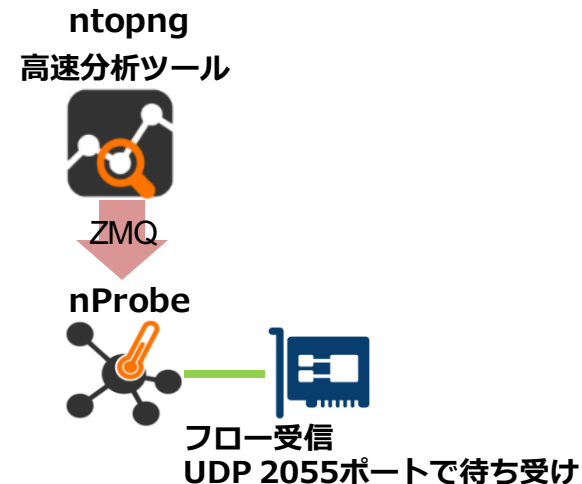 ntopng
高速分析ツール
ZMQ
nProbe
フロー受信
UDP 2055ポートで待ち受け